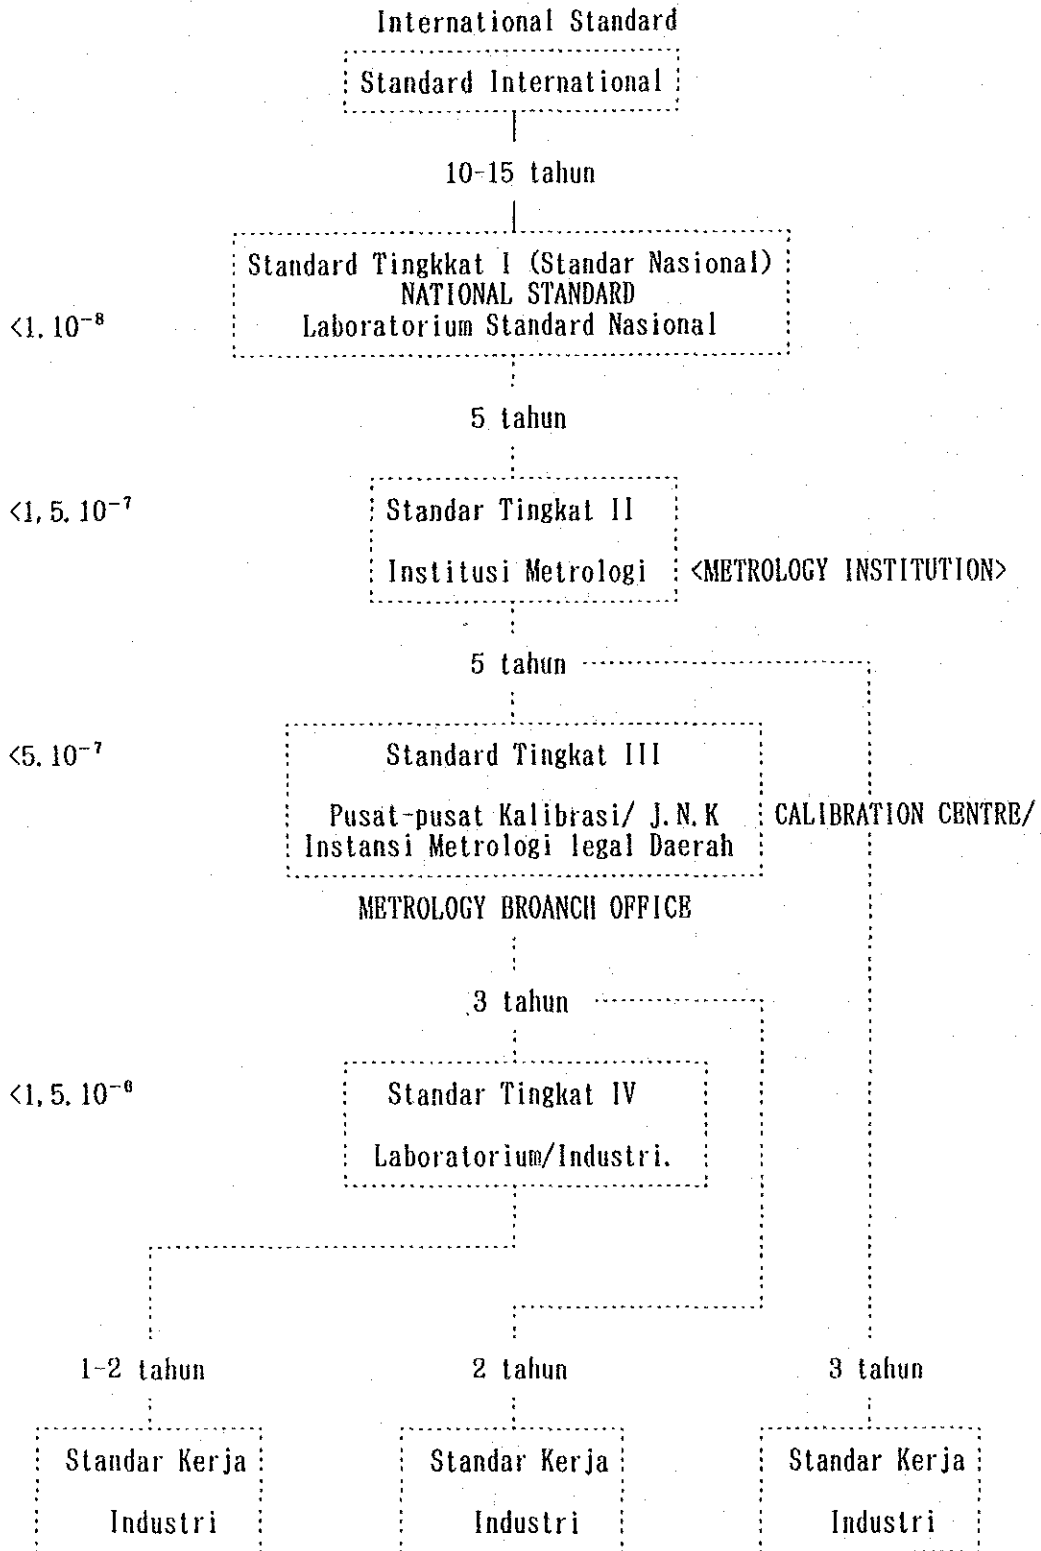 International Standard
Standard International
10-15 tahun
Standard Tingkkat I (Standar Nasional)
NATIONAL STANDARD
<1. 10⁻⁸ Laboratorium Standard Nasional
5 tahun
<1, 5. 10⁻⁷ Standar Tingkat II
Institusi Metrologi <METROLOGY INSTITUTION>
5 tahun
<5. 10⁻⁷ Standard Tingkat III
Pusat-pusat Kalibrasi/ J.N.K CALIBRATION CENTRE/
Instansi Metrologi legal Daerah
METROLOGY BROANCH OFFICE
3 tahun
<1, 5. 10⁻⁶ Standar Tingkat IV
Laboratorium/Industri.
1-2 tahun 2 tahun 3 tahun
Standar Kerja Standar Kerja Standar Kerja
Industri Industri Industri